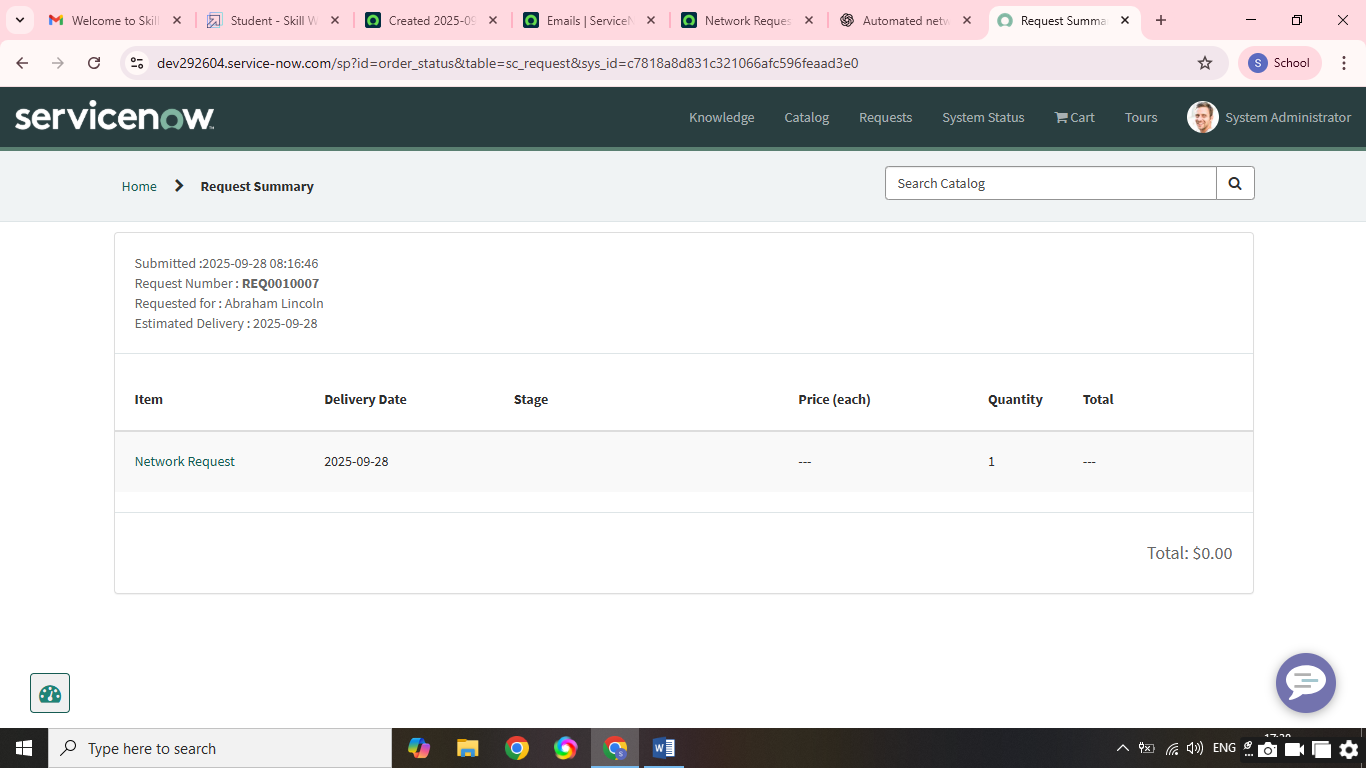 Welcome to Skil
Student - Skill W
Created 2025-09
Emails | ServiceN
Network Reques
Automated netw
Request Summa
dev292604.service-now.com/sp?id=order_status&table=sc_request&sys_id=c7818a8d831c321066afc596feaad3e0
S School
servicenow
Knowledge Catalog Requests System Status Cart Tours System Administrator
Home Request Summary
Search Catalog
Submitted :2025-09-28 08:16:46
Request Number : REQ0010007
Requested for : Abraham Lincoln
Estimated Delivery : 2025-09-28
Item Delivery Date Stage Price (each) Quantity Total
Network Request 2025-09-28 --- 1 ---
Total: $0.00
Type here to search
ENG